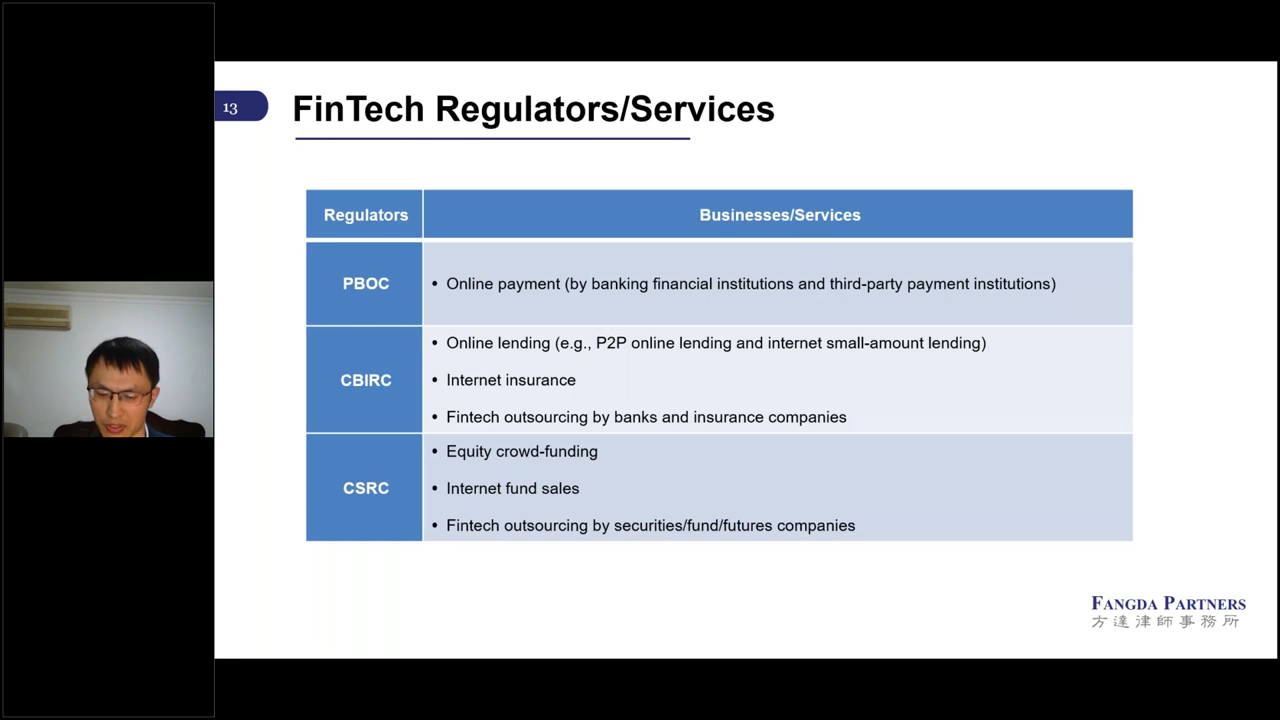 13
FinTech Regulators/Services
Regulators
Businesses/Services
PBOC
• Online payment (by banking financial institutions and third-party payment institutions)
CBIRC
• Online lending (e.g., P2P online lending and internet small-amount lending)
• Internet insurance
• Fintech outsourcing by banks and insurance companies
CSRC
• Equity crowd-funding
• Internet fund sales
• Fintech outsourcing by securities/fund/futures companies
FANGDA PARTNERS
方達律師事務所